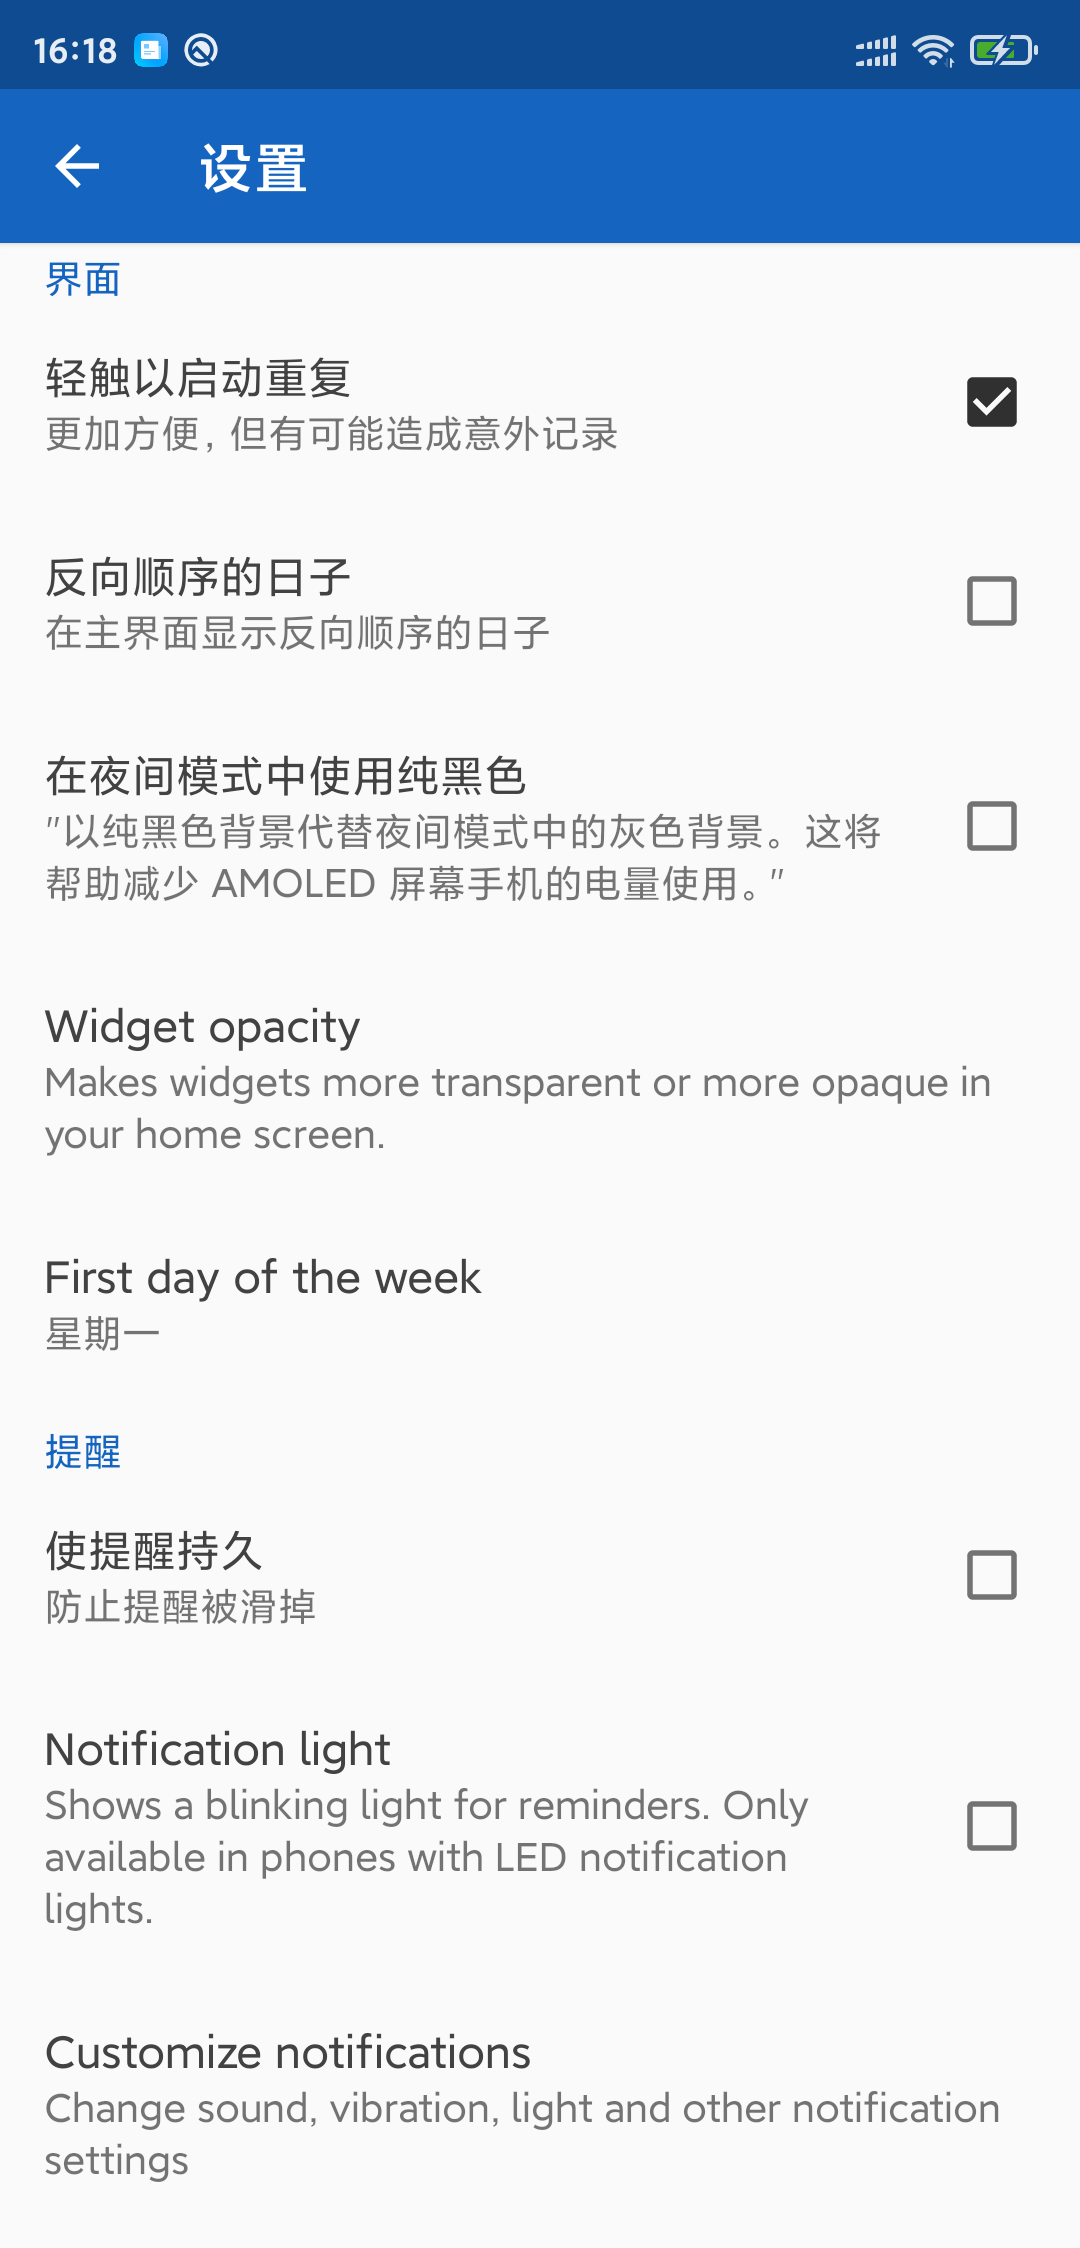 16:18
设置
界面
轻触以启动重复
更加方便，但有可能造成意外记录
反向顺序的日子
在主界面显示反向顺序的日子
在夜间模式中使用纯黑色
"以纯黑色背景代替夜间模式中的灰色背景。这将
帮助减少 AMOLED 屏幕手机的电量使用。"
Widget opacity
Makes widgets more transparent or more opaque in
your home screen.
First day of the week
星期一
提醒
使提醒持久
防止提醒被滑掉
Notification light
Shows a blinking light for reminders. Only
available in phones with LED notification
lights.
Customize notifications
Change sound, vibration, light and other notification
settings